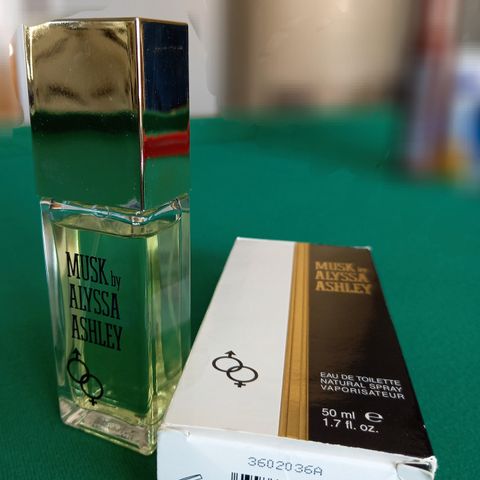 MUSK by
ALYSSA
ASHLEY
MUSK by
ALYSSA
ASHLEY
EAU DE TOILETTE
NATURAL SPRAY
VAPORISATEUR
50 ml ℮
1.7 fl. oz.
3602036A